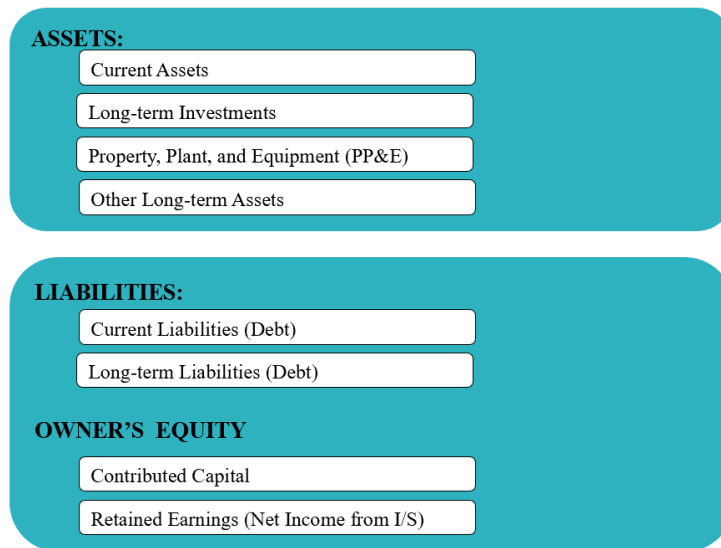 ASSETS:
Current Assets
Long-term Investments
Property, Plant, and Equipment (PP&E)
Other Long-term Assets
LIABILITIES:
Current Liabilities (Debt)
Long-term Liabilities (Debt)
OWNER’S EQUITY
Contributed Capital
Retained Earnings (Net Income from I/S)